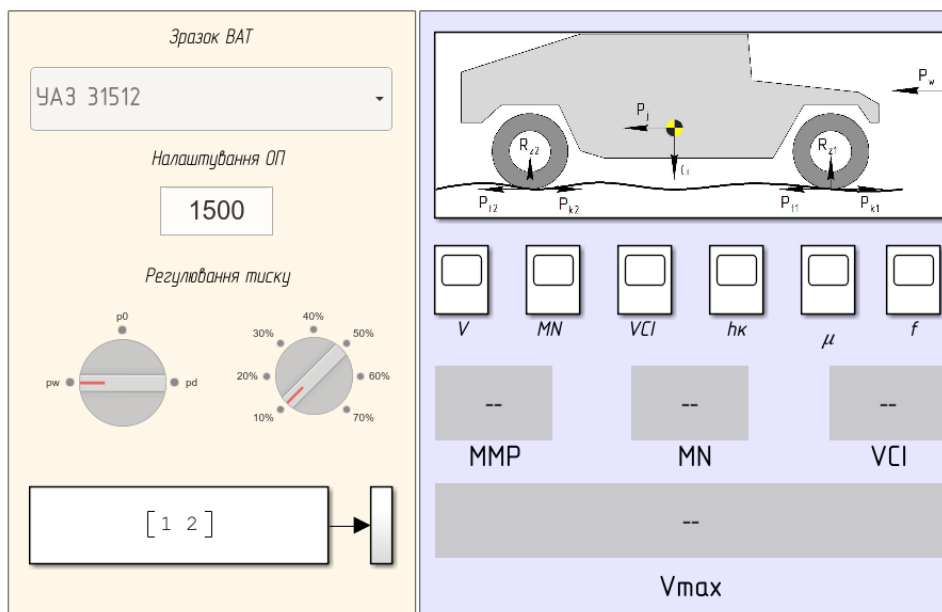 Зразок ВАТ
УАЗ 31512
Налаштування ОП
1500
Регулювання тиску
p0
pw
pd
40%
30%
50%
20%
60%
10%
70%
[1 2]
Pw
Pj
Rz2
Rz1
G
Pf2
Pk2
Pf1
Pk1
V
MN
VCI
hк
μ
f
--
--
--
MMP
MN
VCI
--
Vmax